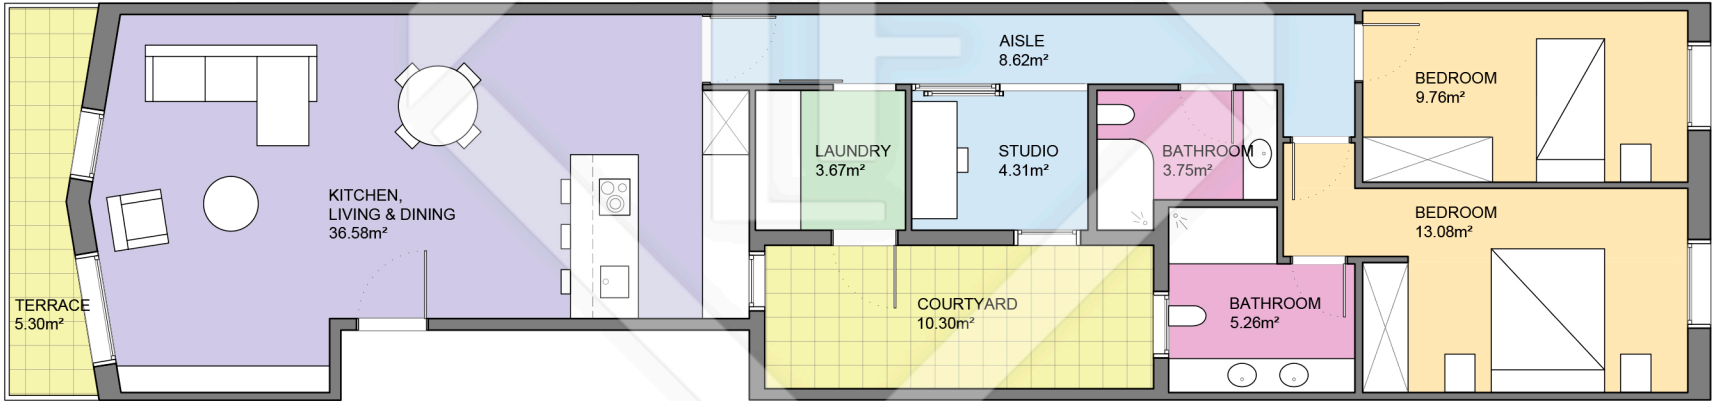 TERRACE
5.30m²
KITCHEN,
LIVING & DINING
36.58m²
AISLE
8.62m²
LAUNDRY
3.67m²
STUDIO
4.31m²
BATHROOM
3.75m²
BEDROOM
9.76m²
BEDROOM
13.08m²
COURTYARD
10.30m²
BATHROOM
5.26m²